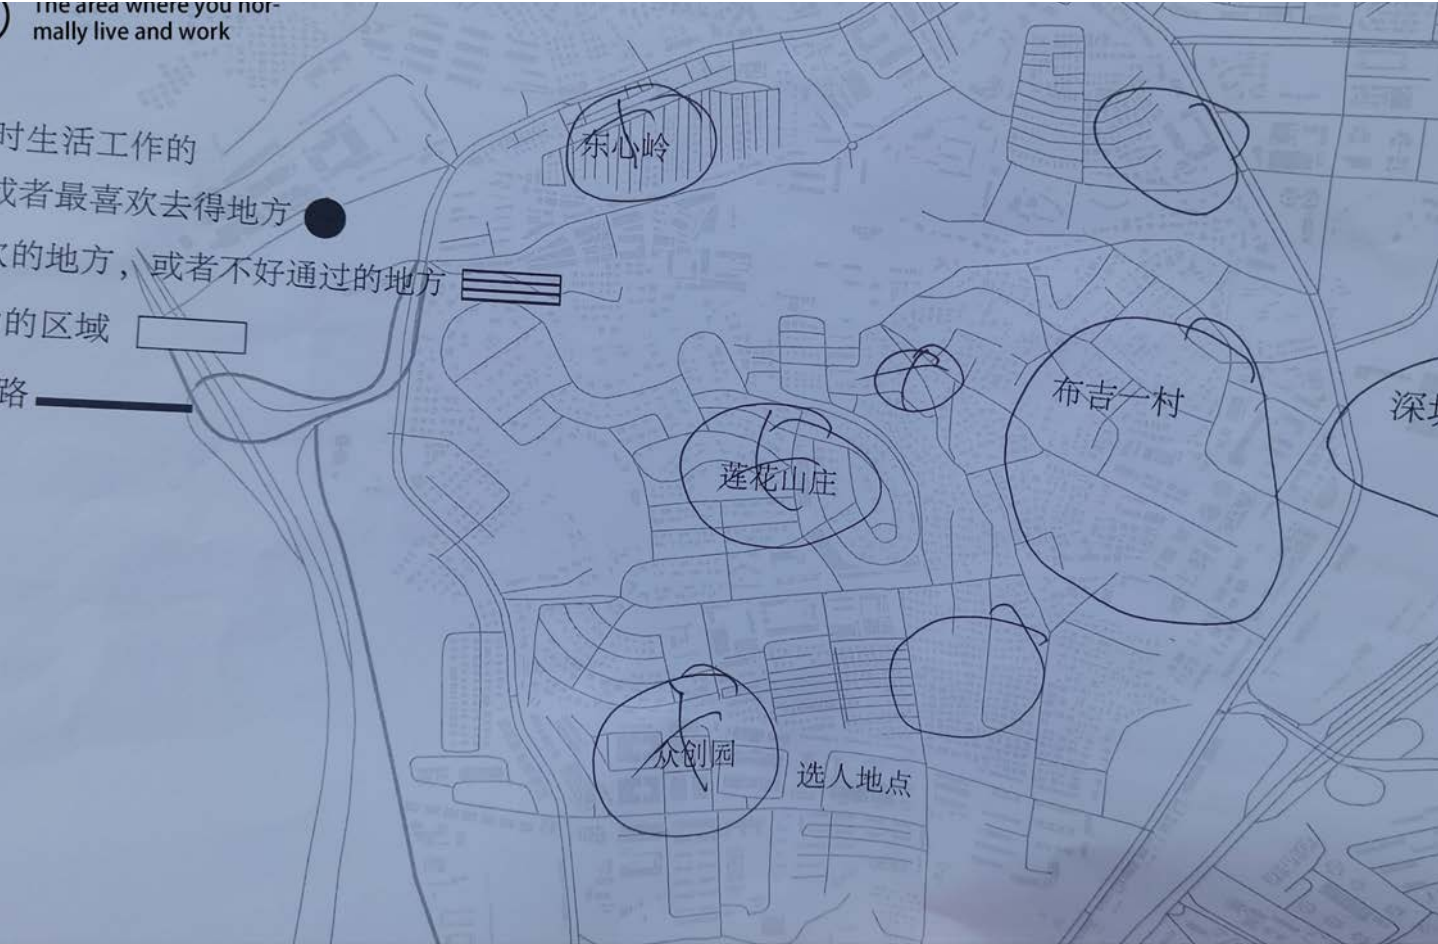 The area where you nor-
mally live and work
时生活工作的
或者最喜欢去得地方
的地方，或者不好通过的地方
的区域
路
东心岭
布吉一村
深圳
莲花山庄
众创园
选人地点